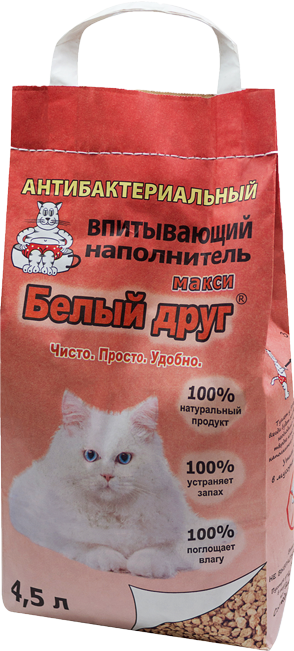 АНТИБАКТЕРИАЛЬНЫЙ
ВПИТЫВАЮЩИЙ
НАПОЛНИТЕЛЬ
макси
Белый друг®
Чисто. Просто. Удобно.
100%
натуральный
продукт
100%
устраняет
запах
100%
поглощает
влагу
4,5 л